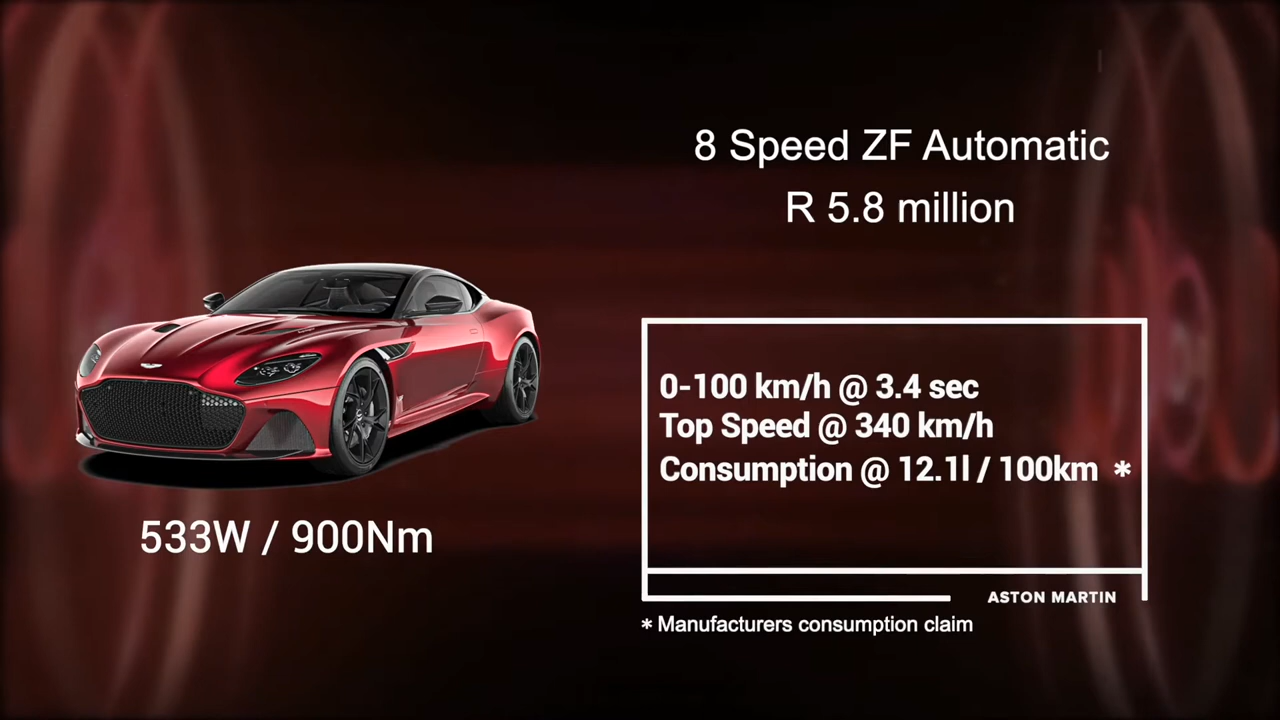 8 Speed ZF Automatic
R 5.8 million
0-100 km/h @ 3.4 sec
Top Speed @ 340 km/h
Consumption @ 12.1l / 100km *
533W / 900Nm
ASTON MARTIN
* Manufacturers consumption claim